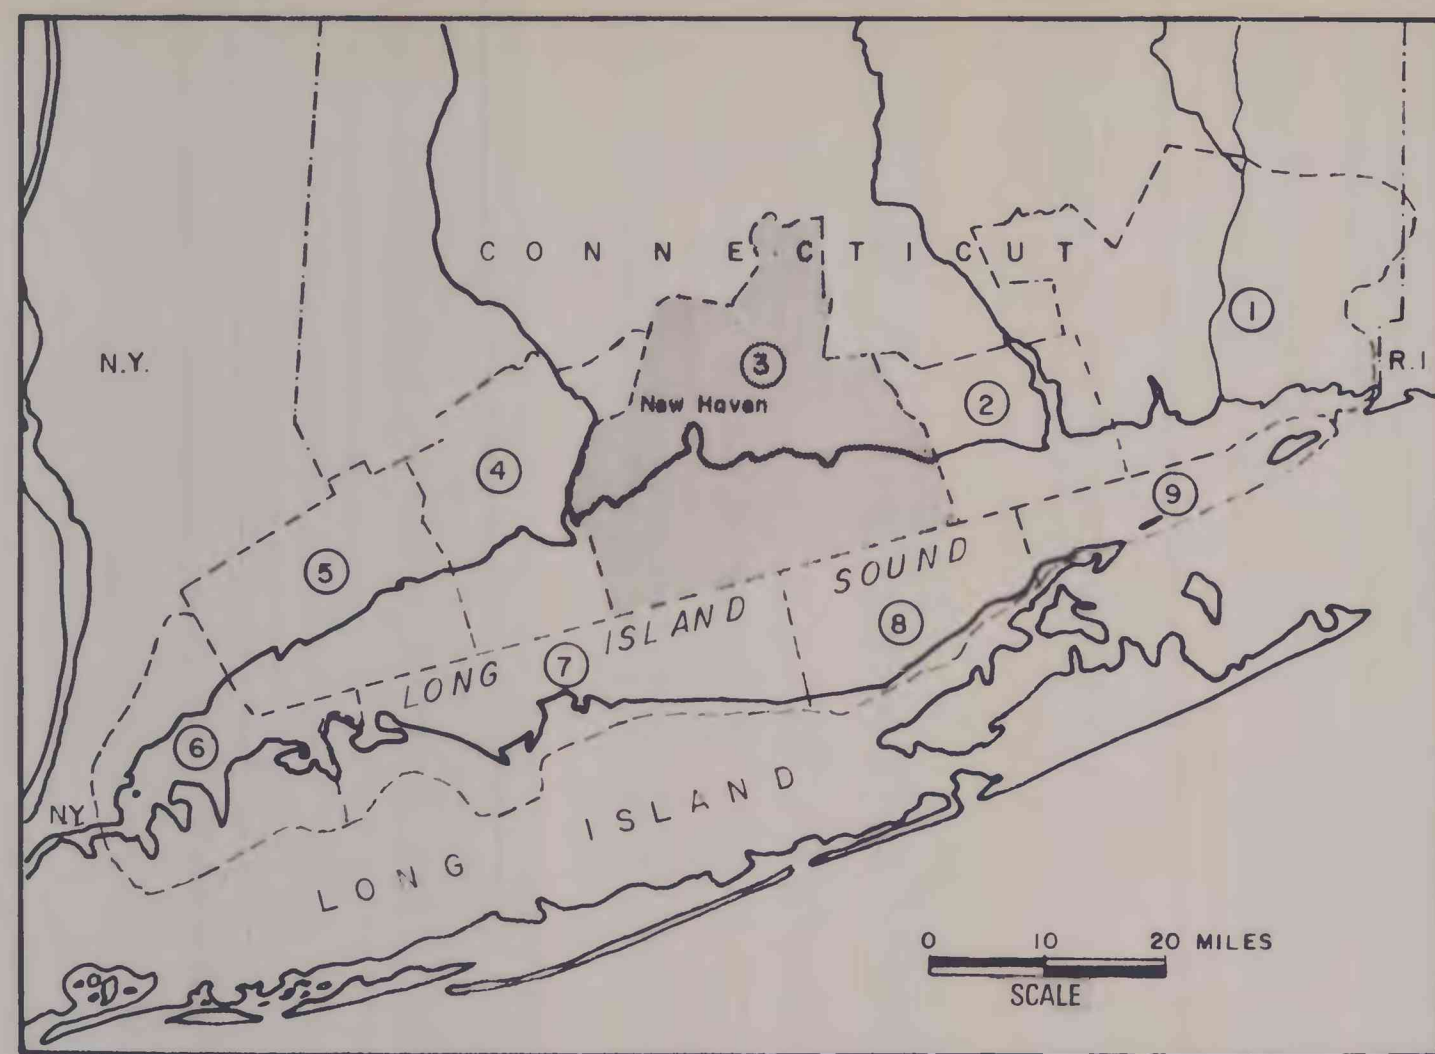 CONNECTICUT
1
N.Y.
3
R.I
New Haven
2
4
9
5
SOUND
ISLAND
8
7
LONG
6
N.Y.
ISLAND
LONG
0 10 20 MILES
SCALE